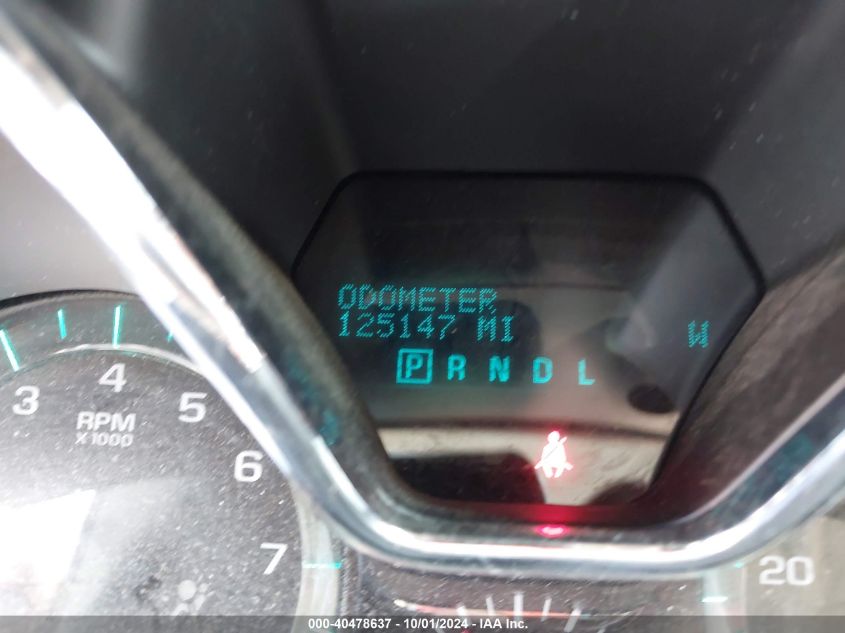 ODOMETER
125147 MI
W
P R N D L
3
4
5
6
7
RPM
X1000
20
000-40478637 - 10/01/2024 - IAA Inc.